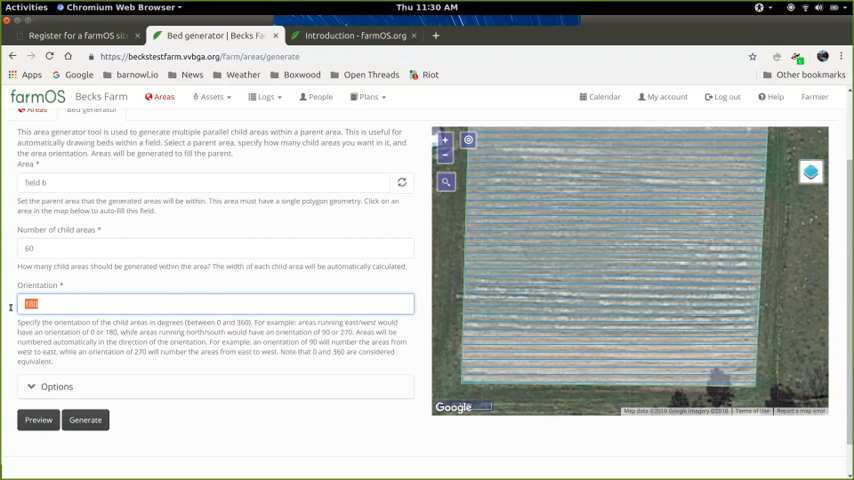 Activities
Chromium Web Browser
Thu 11:30 AM
Register for a farmOS sit
Bed generator | Becks Fa
Introduction - farmOS.org
https://beckstestfarm.vvbga.org/farm/areas/generate
Apps Google barnowl.io News Weather Boxwood Open Threads Riot Other bookmarks
farmOS Becks Farm Areas Assets Logs People Plans Calendar My account Log out Help Farmier
Areas Bed generator
This area generator tool is used to generate multiple parallel child areas within a parent area. This is useful for
automatically drawing beds within a field. Select a parent area, specify how many child areas you want in it, and
the area orientation. Areas will be generated to fill the parent.
Area *
field b
Set the parent area that the generated areas will be within. This area must have a single polygon geometry. Click on an
area in the map below to auto-fill this field.
Number of child areas *
60
How many child areas should be generated within the area? The width of each child area will be automatically calculated.
Orientation *
180
Specify the orientation of the child areas in degrees (between 0 and 360). For example: areas running east/west would
have an orientation of 0 or 180, while areas running north/south would have an orientation of 90 or 270. Areas will be
numbered automatically in the direction of the orientation. For example: an orientation of 90 will number the areas from
west to east, while an orientation of 270 will number the areas from east to west. Note that 0 and 360 are considered
equivalent.
Options
Preview Generate
+
−
Google
Map data ©2018 Google Imagery ©2018
Terms of Use
Report a map error